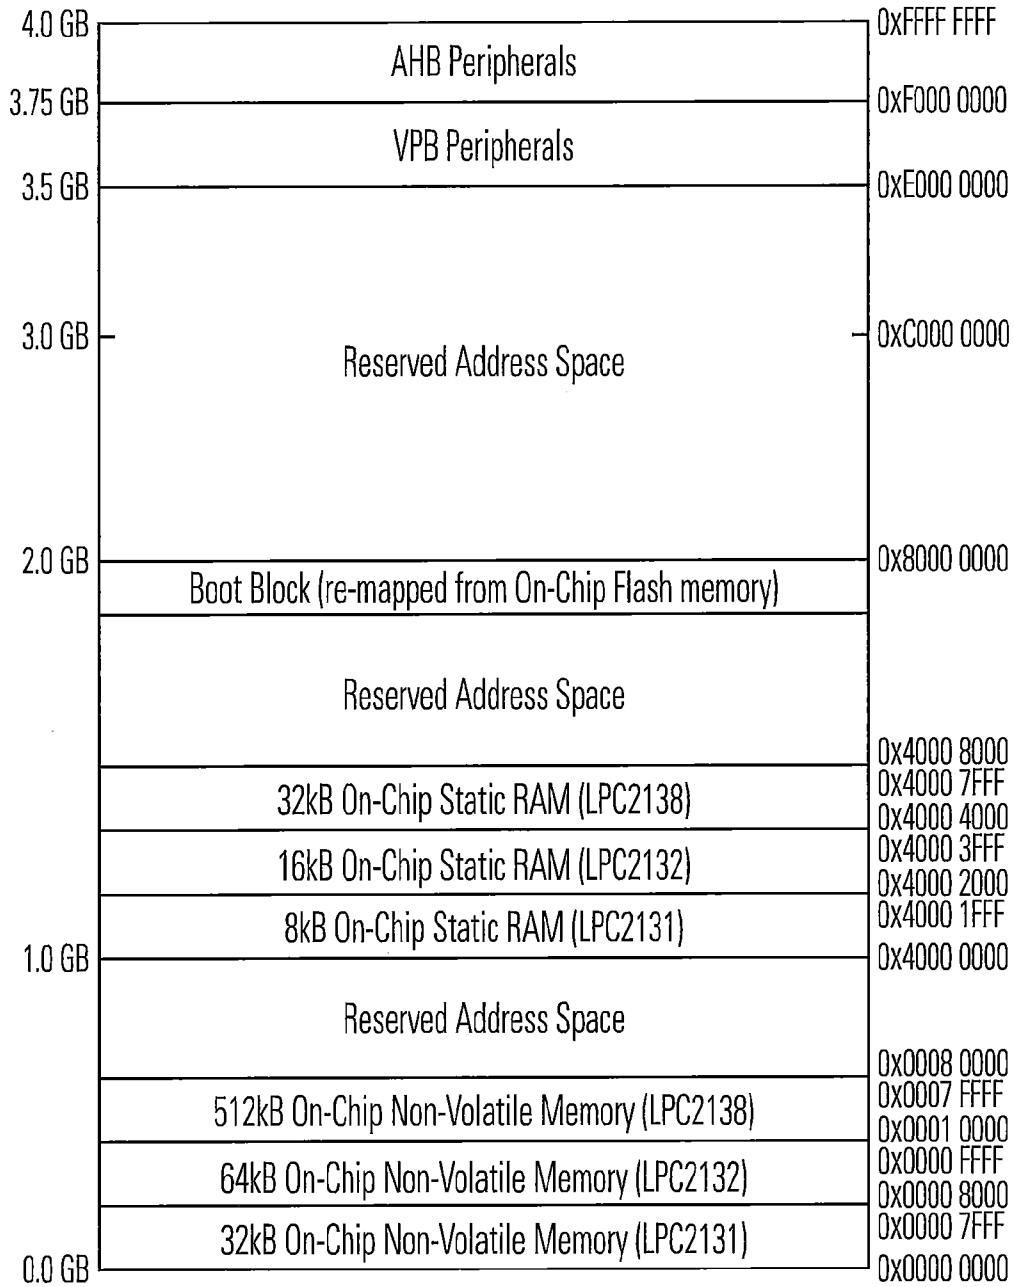 4.0 GB 0xFFFF FFFF
AHB Peripherals
3.75 GB 0xF000 0000
VPB Peripherals
3.5 GB 0xE000 0000
3.0 GB 0xC000 0000
Reserved Address Space
2.0 GB 0x8000 0000
Boot Block (re-mapped from On-Chip Flash memory)
Reserved Address Space
0x4000 8000
0x4000 7FFF
32kB On-Chip Static RAM (LPC2138)
0x4000 4000
0x4000 3FFF
16kB On-Chip Static RAM (LPC2132)
0x4000 2000
0x4000 1FFF
8kB On-Chip Static RAM (LPC2131)
1.0 GB 0x4000 0000
Reserved Address Space
0x0008 0000
0x0007 FFFF
512kB On-Chip Non-Volatile Memory (LPC2138)
0x0001 0000
0x0000 FFFF
64kB On-Chip Non-Volatile Memory (LPC2132)
0x0000 8000
0x0000 7FFF
32kB On-Chip Non-Volatile Memory (LPC2131)
0.0 GB 0x0000 0000